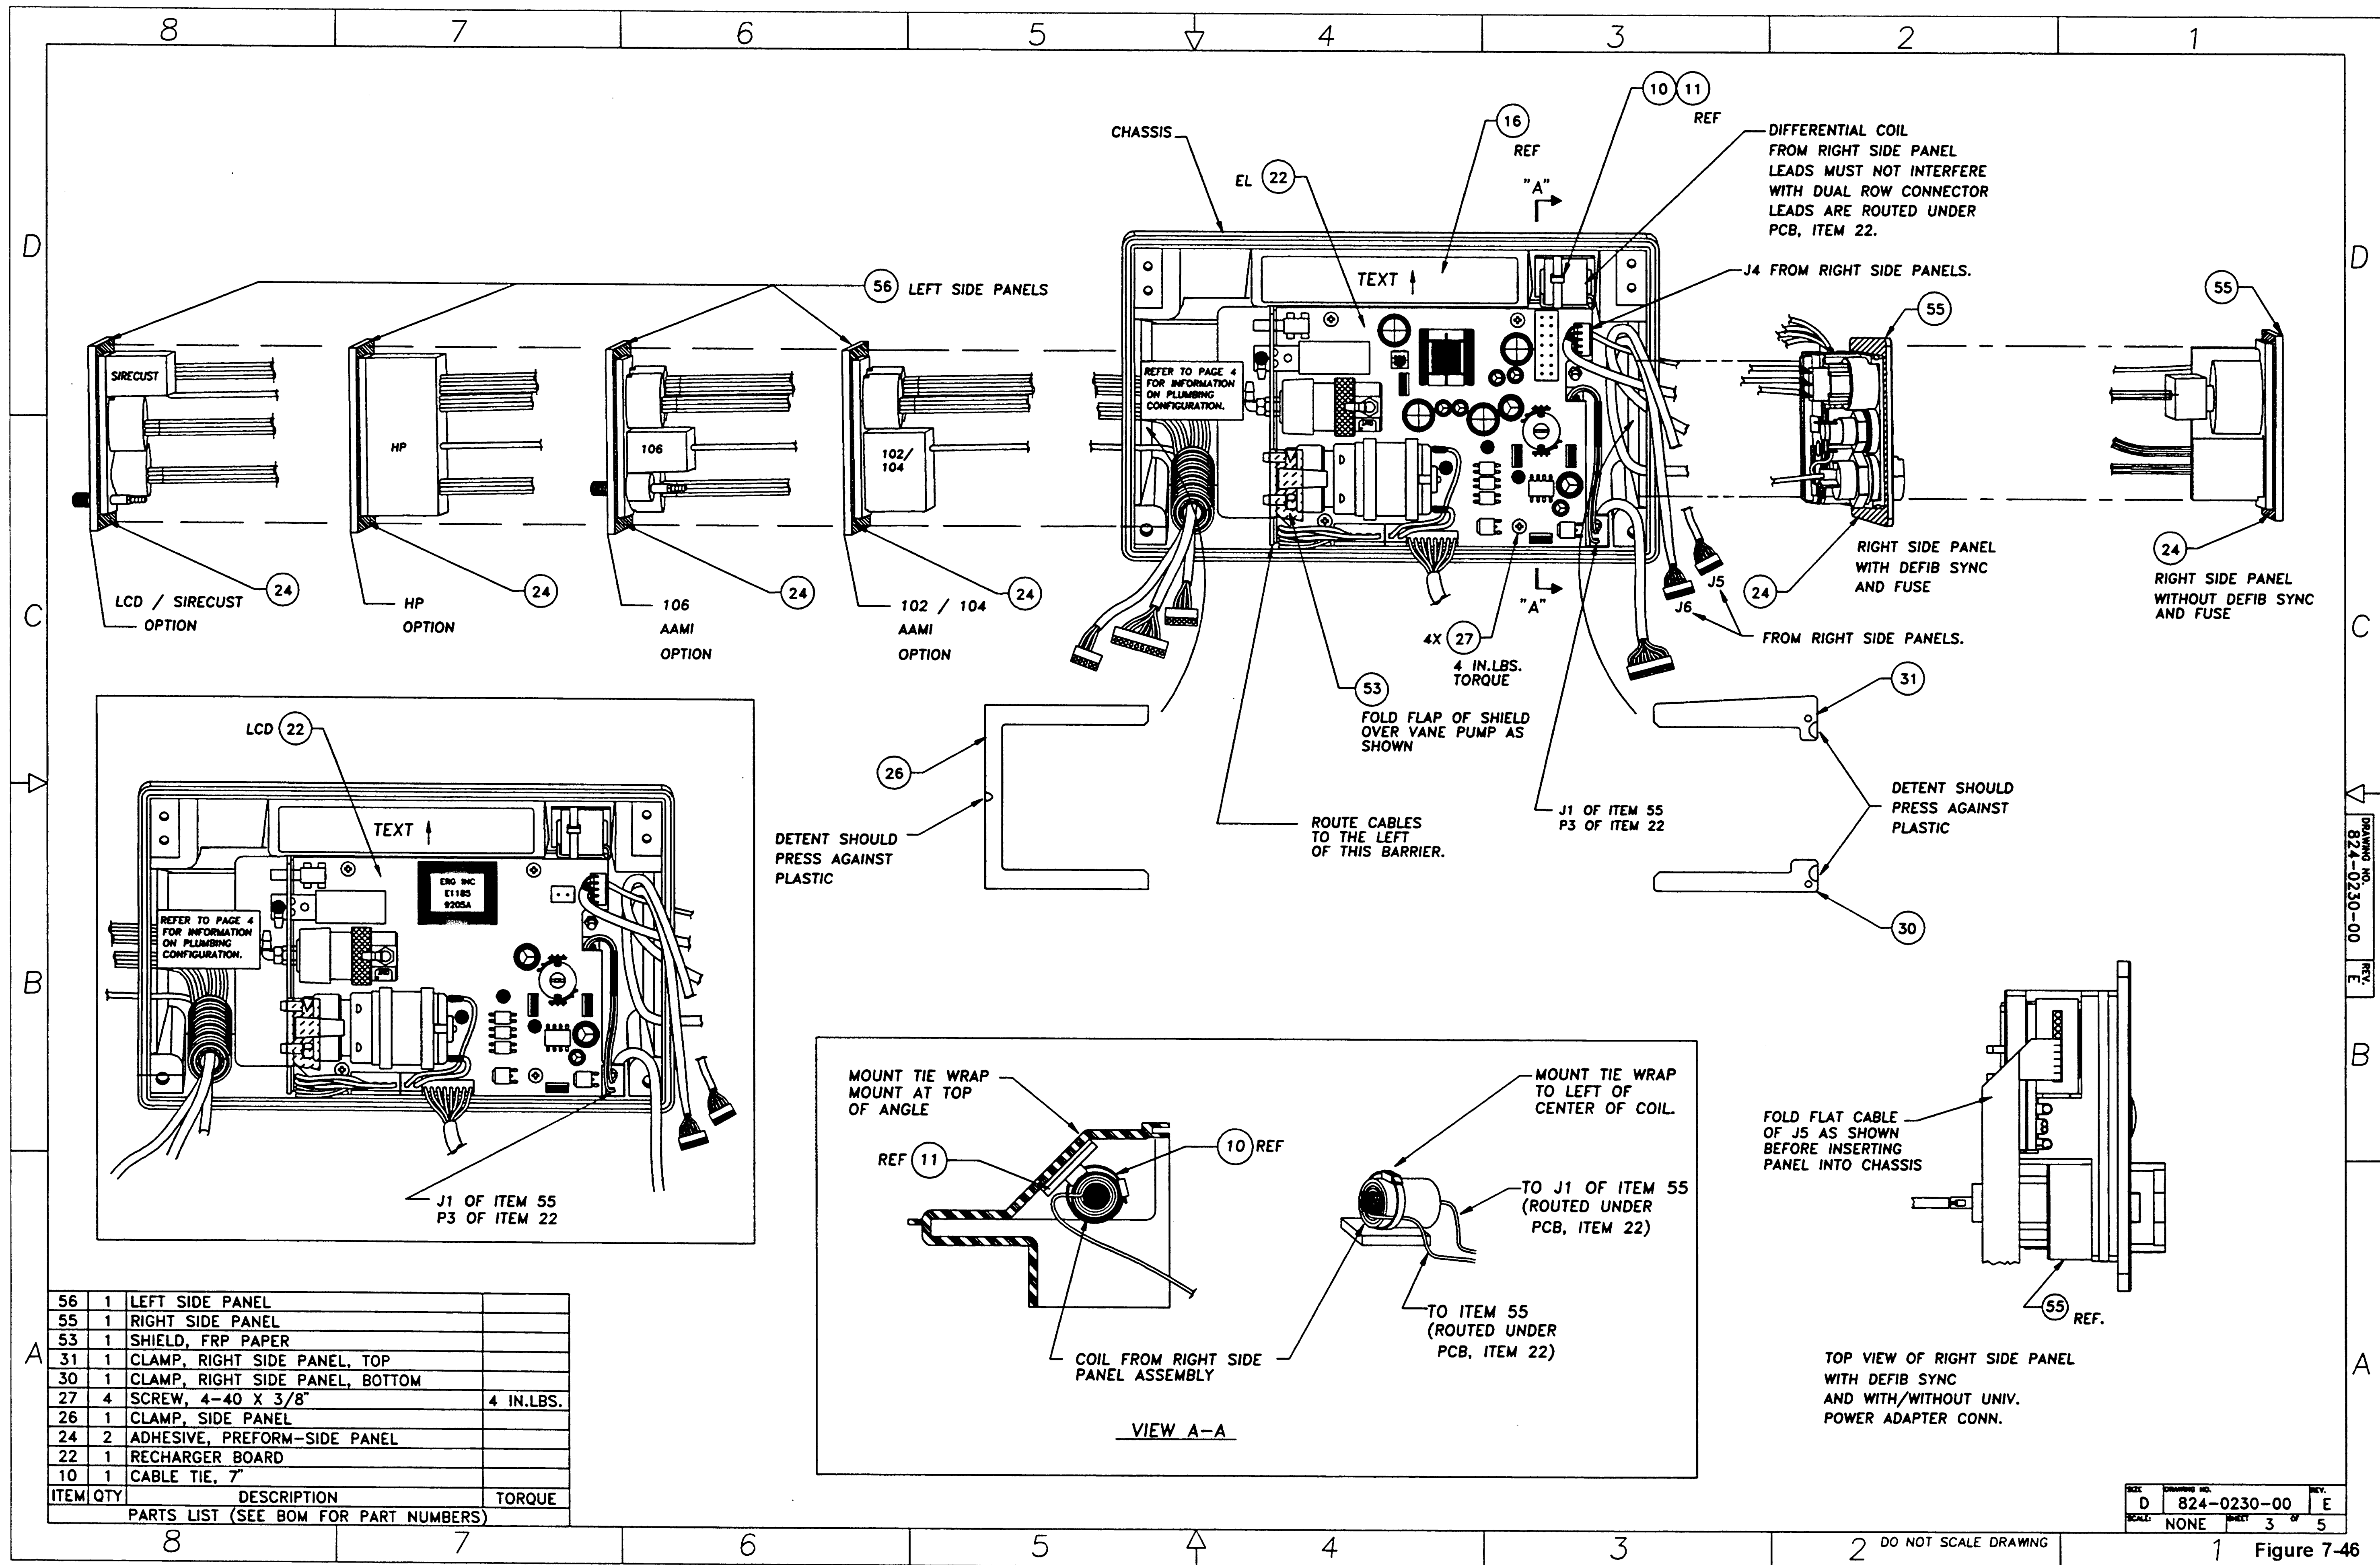 8 7 6 5 4 3 2 1
D
C
B
A
D
C
B
A
CHASSIS
EL 22
16
REF
"A"
10 11
REF
DIFFERENTIAL COIL
FROM RIGHT SIDE PANEL
LEADS MUST NOT INTERFERE
WITH DUAL ROW CONNECTOR
LEADS ARE ROUTED UNDER
PCB, ITEM 22.
J4 FROM RIGHT SIDE PANELS.
56 LEFT SIDE PANELS
TEXT
REFER TO PAGE 4
FOR INFORMATION
ON PLUMBING
CONFIGURATION.
SIRECUST
HP
106
102/
104
55
55
24
LCD / SIRECUST
OPTION
24
HP
OPTION
24
106
AAMI
OPTION
24
102 / 104
AAMI
OPTION
"A"
4X 27
4 IN.LBS.
TORQUE
J5
J6
FROM RIGHT SIDE PANELS.
RIGHT SIDE PANEL
WITH DEFIB SYNC
AND FUSE
24
24
RIGHT SIDE PANEL
WITHOUT DEFIB SYNC
AND FUSE
53
FOLD FLAP OF SHIELD
OVER VANE PUMP AS
SHOWN
26
DETENT SHOULD
PRESS AGAINST
PLASTIC
ROUTE CABLES
TO THE LEFT
OF THIS BARRIER.
J1 OF ITEM 55
P3 OF ITEM 22
31
DETENT SHOULD
PRESS AGAINST
PLASTIC
30
DRAWING NO.
824-0230-00
REV.
E
LCD 22
TEXT
ERG INC
E1185
9205A
REFER TO PAGE 4
FOR INFORMATION
ON PLUMBING
CONFIGURATION.
J1 OF ITEM 55
P3 OF ITEM 22
MOUNT TIE WRAP
MOUNT AT TOP
OF ANGLE
REF 11
10 REF
MOUNT TIE WRAP
TO LEFT OF
CENTER OF COIL.
TO J1 OF ITEM 55
(ROUTED UNDER
PCB, ITEM 22)
TO ITEM 55
(ROUTED UNDER
PCB, ITEM 22)
COIL FROM RIGHT SIDE
PANEL ASSEMBLY
VIEW A-A
FOLD FLAT CABLE
OF J5 AS SHOWN
BEFORE INSERTING
PANEL INTO CHASSIS
55 REF.
TOP VIEW OF RIGHT SIDE PANEL
WITH DEFIB SYNC
AND WITH/WITHOUT UNIV.
POWER ADAPTER CONN.
56 1 LEFT SIDE PANEL
55 1 RIGHT SIDE PANEL
53 1 SHIELD, FRP PAPER
31 1 CLAMP, RIGHT SIDE PANEL, TOP
30 1 CLAMP, RIGHT SIDE PANEL, BOTTOM
27 4 SCREW, 4-40 X 3/8" 4 IN.LBS.
26 1 CLAMP, SIDE PANEL
24 2 ADHESIVE, PREFORM-SIDE PANEL
22 1 RECHARGER BOARD
10 1 CABLE TIE, 7"
ITEM QTY DESCRIPTION TORQUE
PARTS LIST (SEE BOM FOR PART NUMBERS)
SIZE DRAWING NO. REV.
D 824-0230-00 E
SCALE: NONE SHEET 3 OF 5
8 7 6 5 4 3 2 1
DO NOT SCALE DRAWING
Figure 7-46